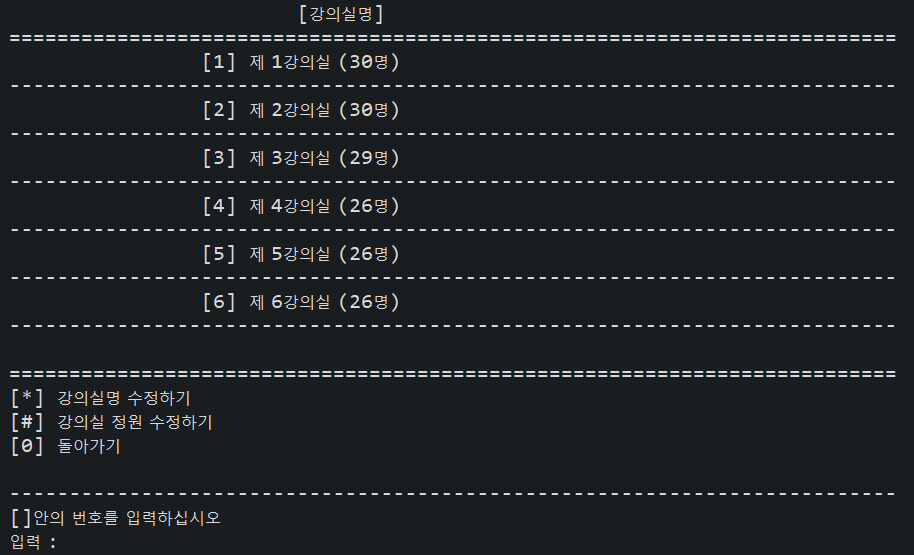 [강의실명]
==========================================================================
[1] 제 1강의실 (30명)
--------------------------------------------------------------------------
[2] 제 2강의실 (30명)
--------------------------------------------------------------------------
[3] 제 3강의실 (29명)
--------------------------------------------------------------------------
[4] 제 4강의실 (26명)
--------------------------------------------------------------------------
[5] 제 5강의실 (26명)
--------------------------------------------------------------------------
[6] 제 6강의실 (26명)
--------------------------------------------------------------------------
==========================================================================
[*] 강의실명 수정하기
[#] 강의실 정원 수정하기
[0] 돌아가기
--------------------------------------------------------------------------
[]안의 번호를 입력하십시오
입력 :